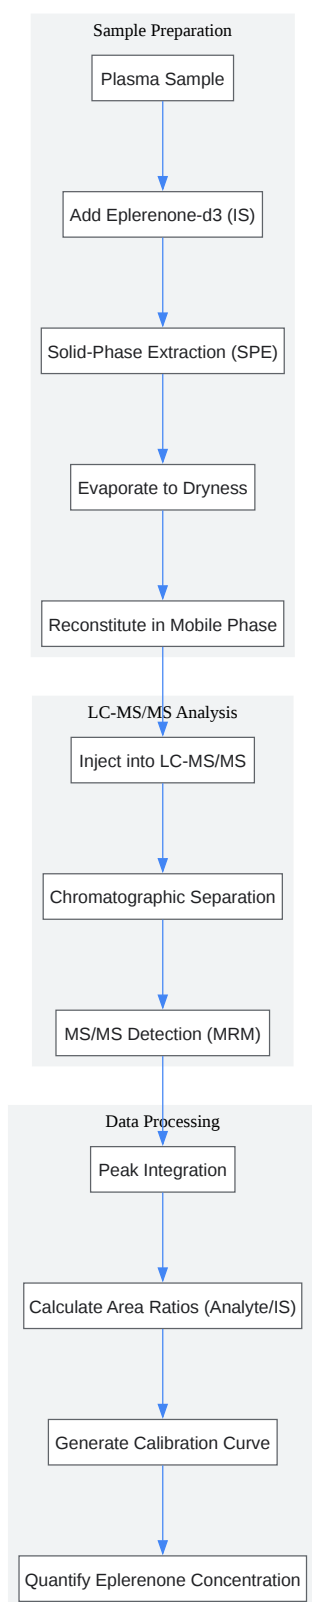 Sample Preparation
Plasma Sample
Add Eplerenone-d3 (IS)
Solid-Phase Extraction (SPE)
Evaporate to Dryness
Reconstitute in Mobile Phase
LC-MS/MS Analysis
Inject into LC-MS/MS
Chromatographic Separation
MS/MS Detection (MRM)
Data Processing
Peak Integration
Calculate Area Ratios (Analyte/IS)
Generate Calibration Curve
Quantify Eplerenone Concentration